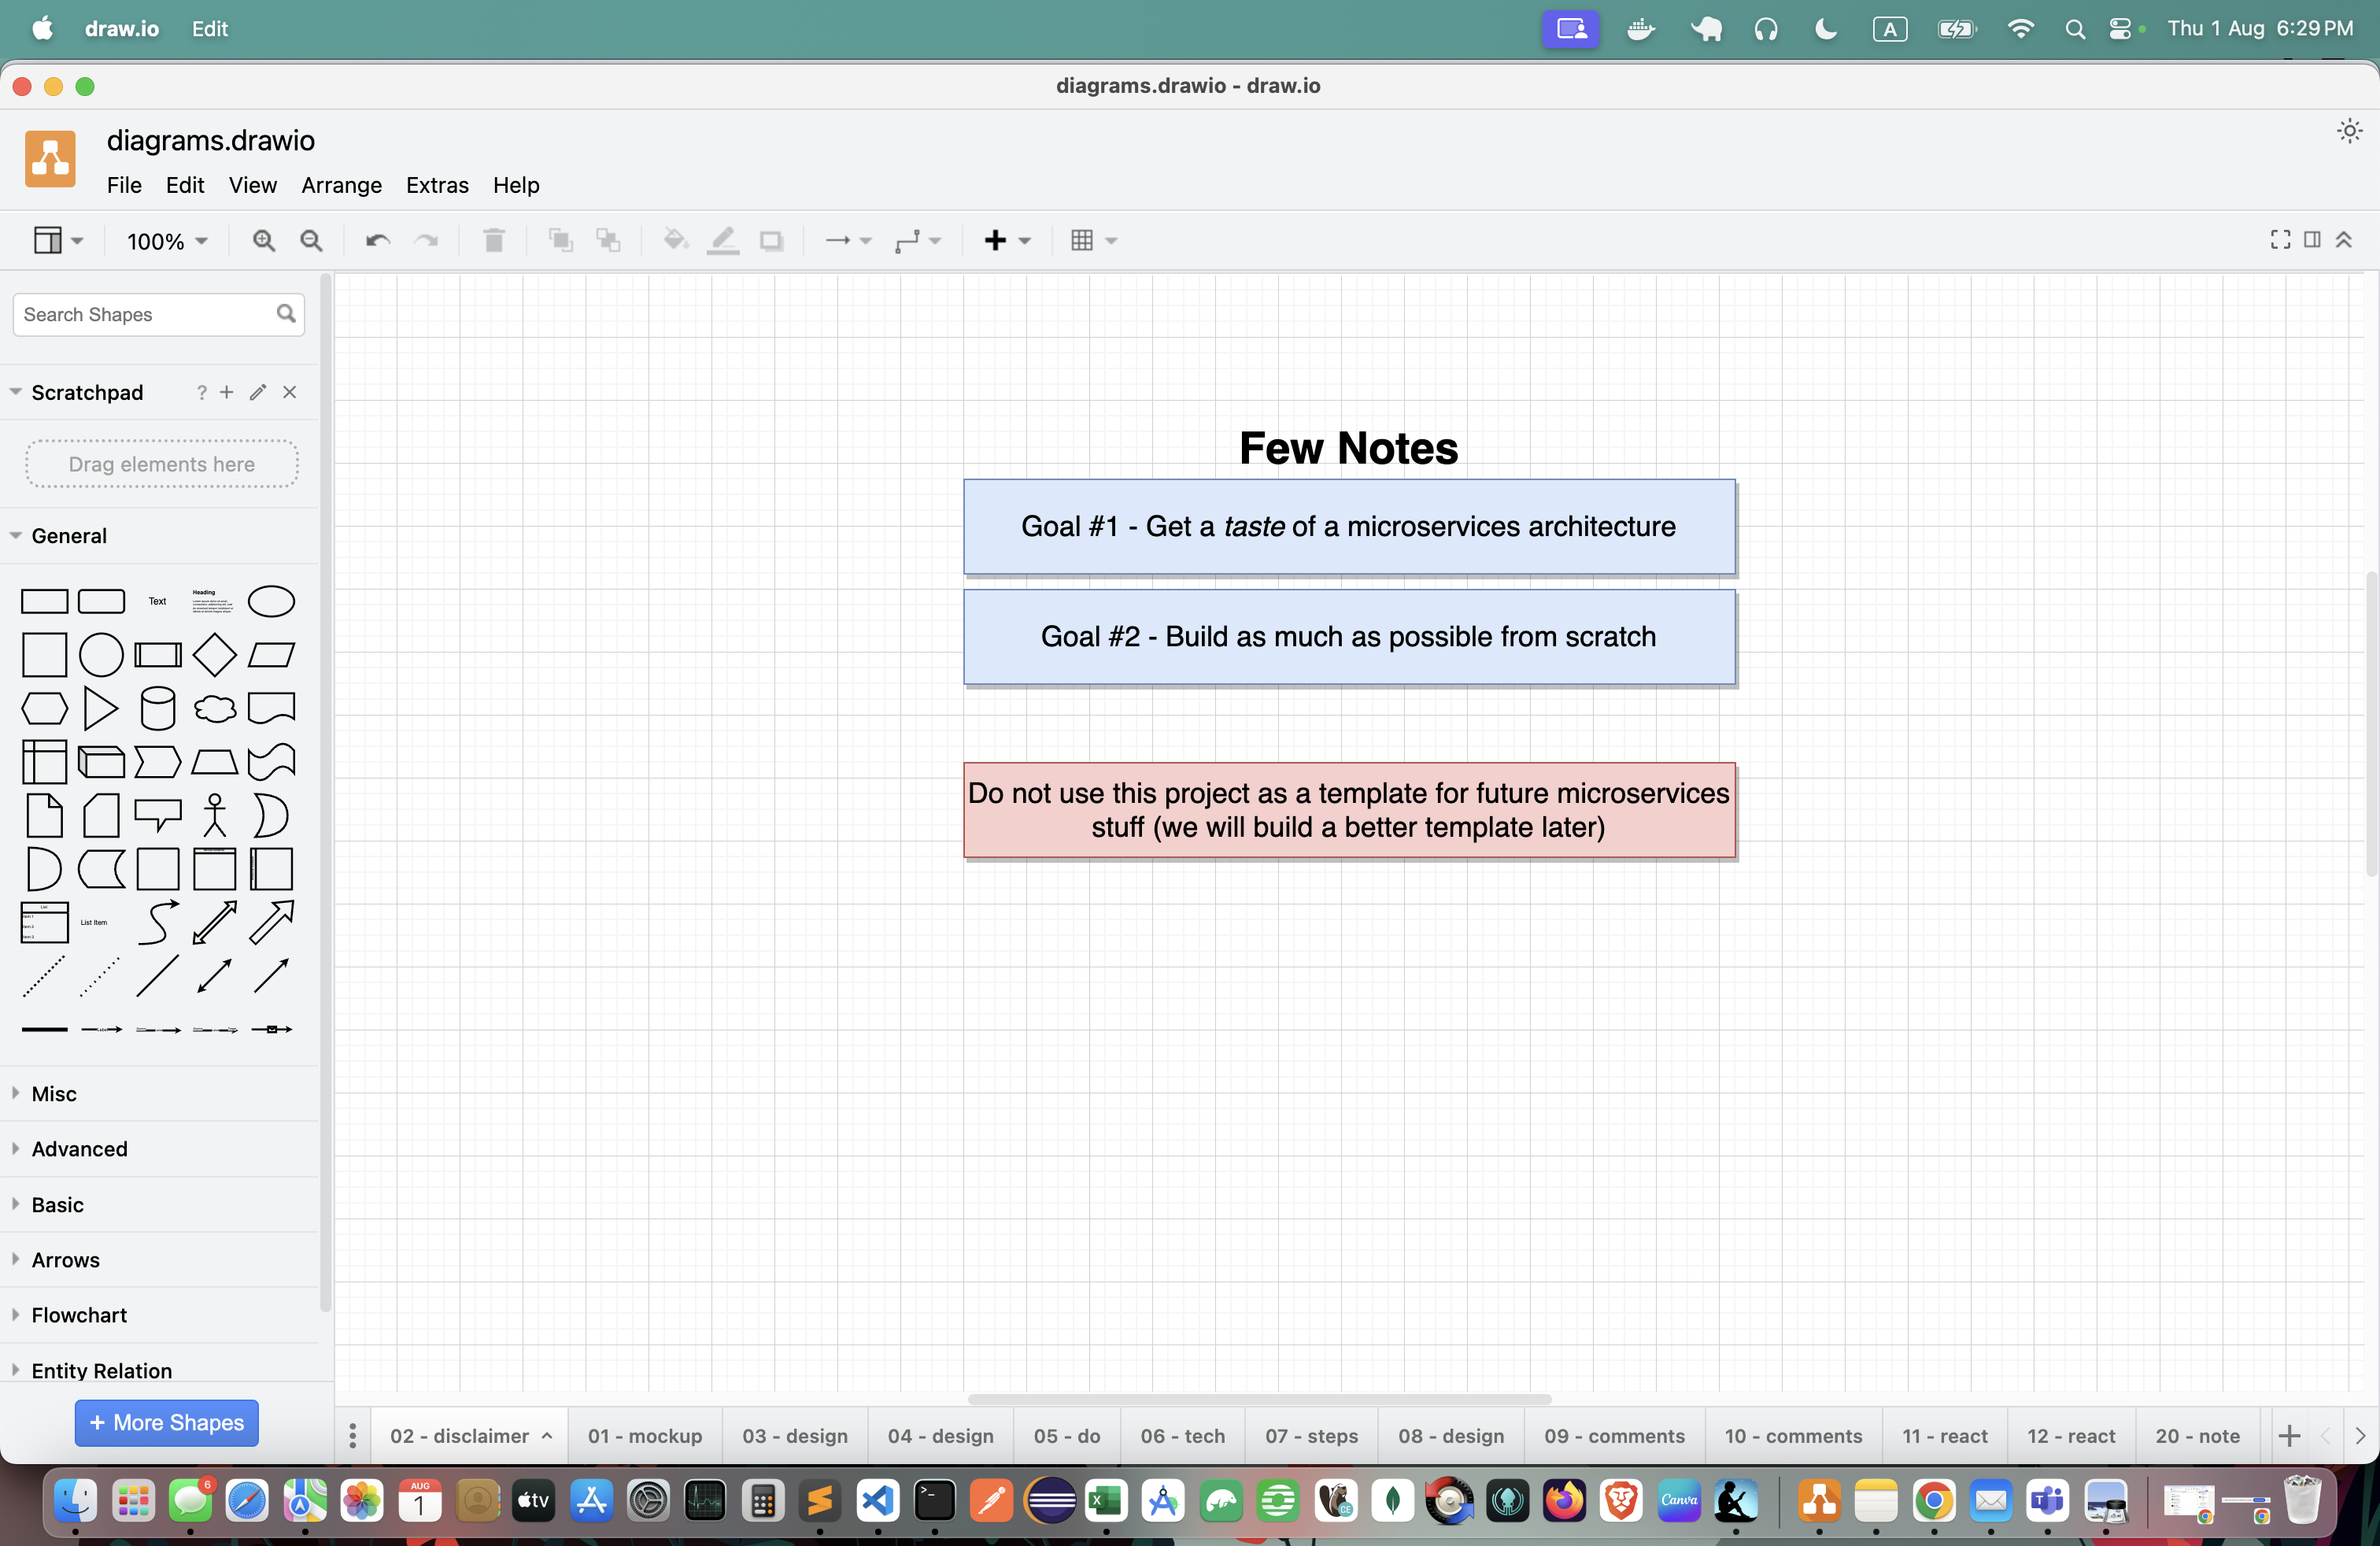 draw.io Edit
A
Thu 1 Aug 6:29 PM
diagrams.drawio - draw.io
diagrams.drawio
File Edit View Arrange Extras Help
100%
Search Shapes
Scratchpad
?
Drag elements here
General
Text
Heading
List
List Item
Misc
Advanced
Basic
Arrows
Flowchart
Entity Relation
+ More Shapes
Few Notes
Goal #1 - Get a taste of a microservices architecture
Goal #2 - Build as much as possible from scratch
Do not use this project as a template for future microservices
stuff (we will build a better template later)
02 - disclaimer
01 - mockup
03 - design
04 - design
05 - do
06 - tech
07 - steps
08 - design
09 - comments
10 - comments
11 - react
12 - react
20 - note
6
AUG
1
tv
CE
Canva